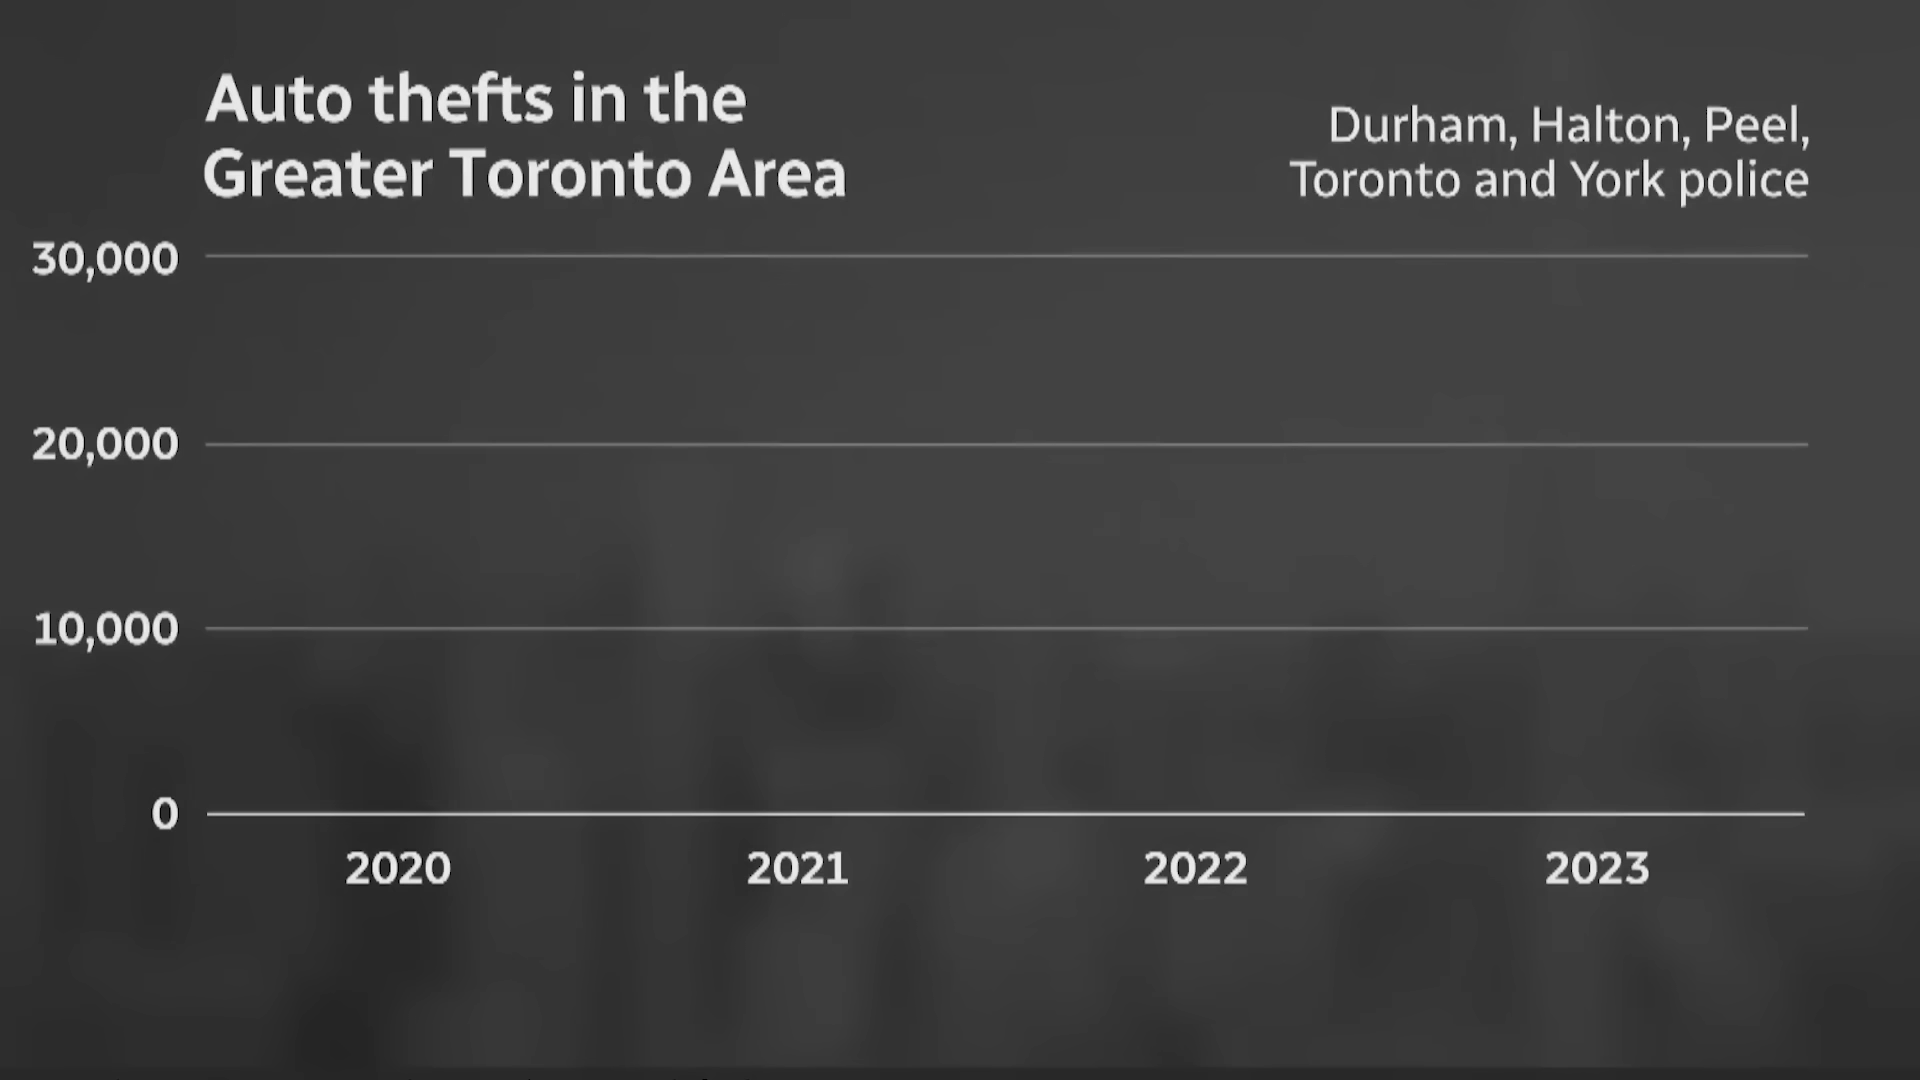 Auto thefts in the
Greater Toronto Area
Durham, Halton, Peel,
Toronto and York police
30,000
20,000
10,000
0
2020
2021
2022
2023